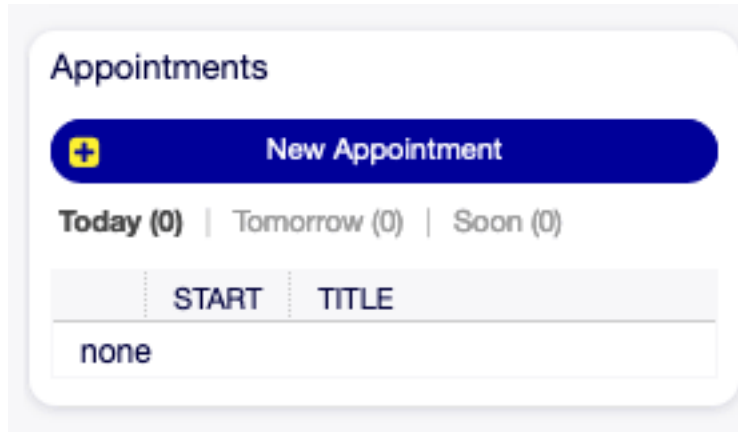 Appointments
New Appointment
Today (0) | Tomorrow (0) | Soon (0)
START TITLE
none